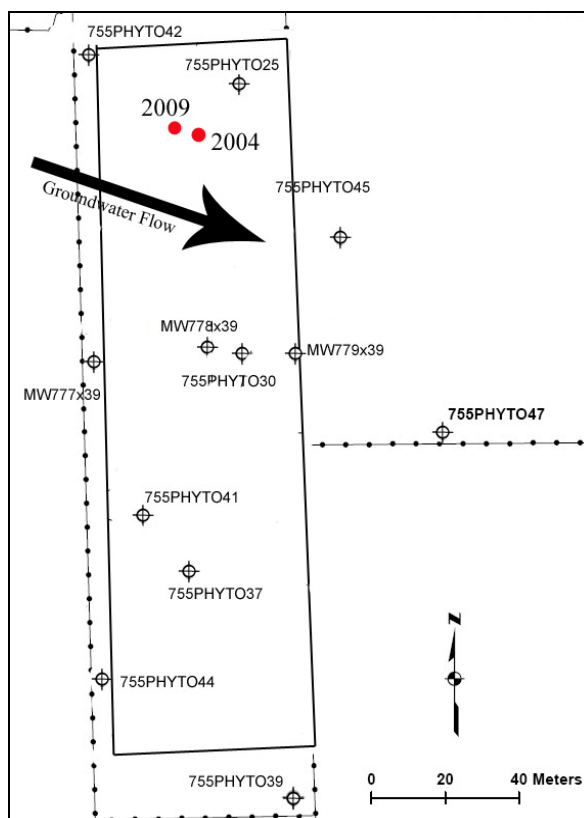 755PHYTO42
755PHYTO25
2009
2004
Groundwater Flow
755PHYTO45
MW778x39
MW779x39
755PHYTO30
MW777x39
755PHYTO47
755PHYTO41
755PHYTO37
N
755PHYTO44
755PHYTO39
0 20 40 Meters